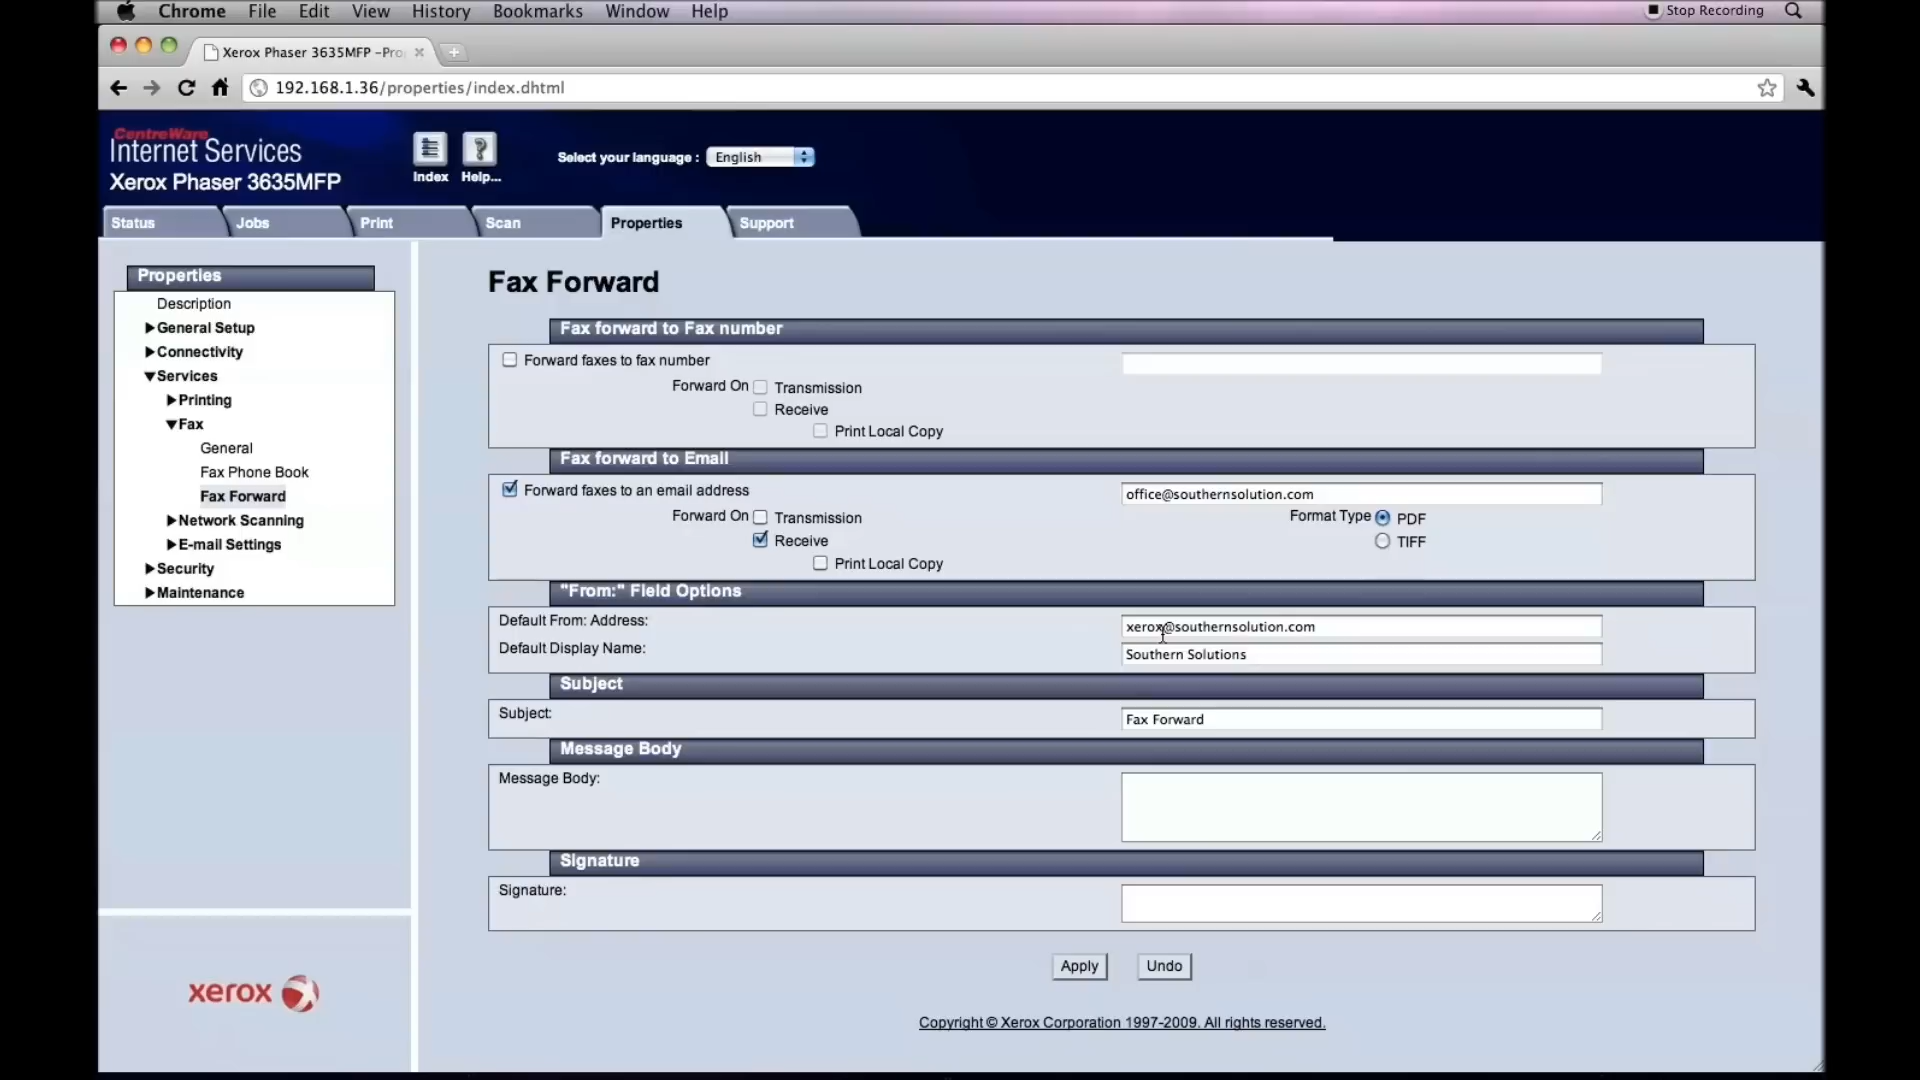 Chrome File Edit View History Bookmarks Window Help Stop Recording
Xerox Phaser 3635MFP –Pro
192.168.1.36/properties/index.dhtml
CentreWare
Internet Services
Xerox Phaser 3635MFP
Index Help...
Select your language : English
Status Jobs Print Scan Properties Support
Properties
Description
General Setup
Connectivity
Services
Printing
Fax
General
Fax Phone Book
Fax Forward
Network Scanning
E-mail Settings
Security
Maintenance
xerox
Fax Forward
Fax forward to Fax number
Forward faxes to fax number
Forward On Transmission
Receive
Print Local Copy
Fax forward to Email
Forward faxes to an email address office@southernsolution.com
Forward On Transmission Format Type PDF
Receive TIFF
Print Local Copy
"From:" Field Options
Default From: Address: xerox@southernsolution.com
Default Display Name: Southern Solutions
Subject
Subject: Fax Forward
Message Body
Message Body:
Signature
Signature:
Apply Undo
Copyright © Xerox Corporation 1997-2009. All rights reserved.